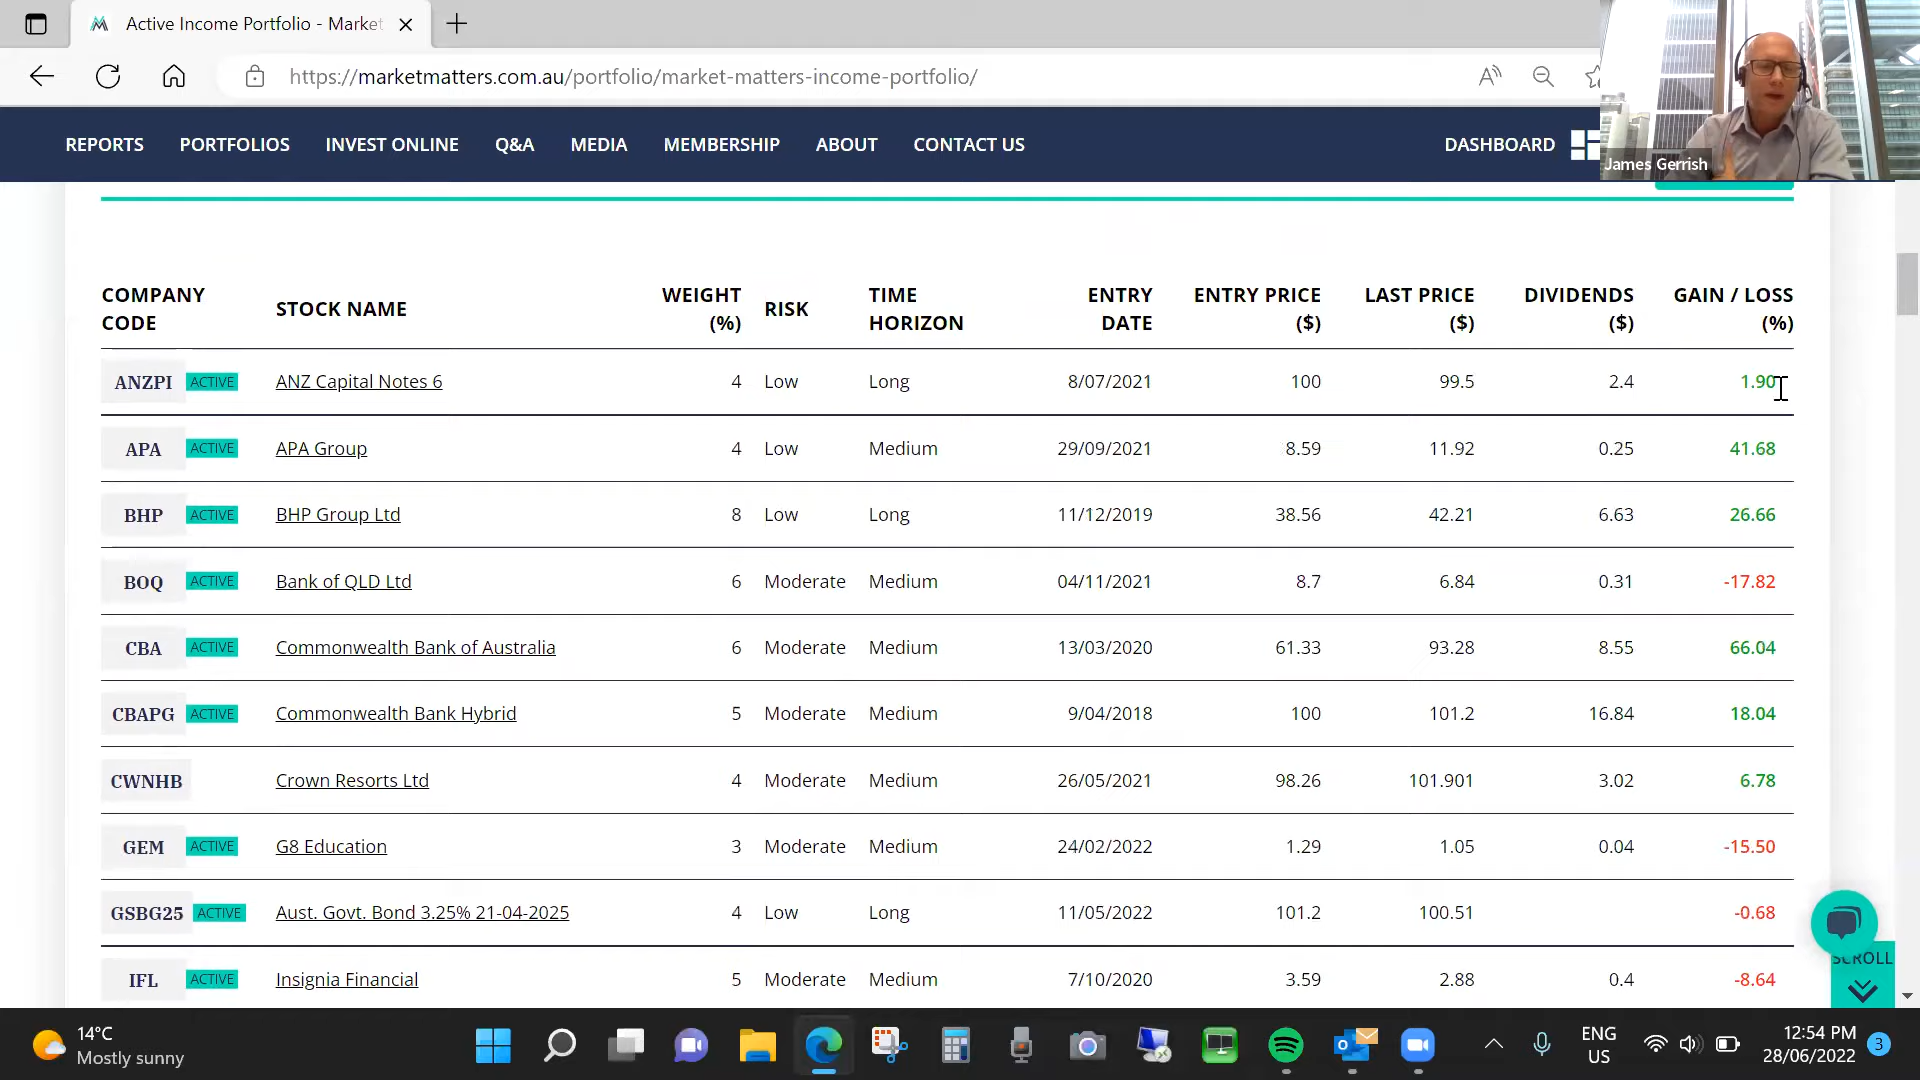 Active Income Portfolio - Market
https://marketmatters.com.au/portfolio/market-matters-income-portfolio/
REPORTS PORTFOLIOS INVEST ONLINE Q&A MEDIA MEMBERSHIP ABOUT CONTACT US DASHBOARD
James Gerrish
COMPANY CODE STOCK NAME WEIGHT (%) RISK TIME HORIZON ENTRY DATE ENTRY PRICE ($) LAST PRICE ($) DIVIDENDS ($) GAIN / LOSS (%)
ANZPI ACTIVE ANZ Capital Notes 6 4 Low Long 8/07/2021 100 99.5 2.4 1.90
APA ACTIVE APA Group 4 Low Medium 29/09/2021 8.59 11.92 0.25 41.68
BHP ACTIVE BHP Group Ltd 8 Low Long 11/12/2019 38.56 42.21 6.63 26.66
BOQ ACTIVE Bank of QLD Ltd 6 Moderate Medium 04/11/2021 8.7 6.84 0.31 -17.82
CBA ACTIVE Commonwealth Bank of Australia 6 Moderate Medium 13/03/2020 61.33 93.28 8.55 66.04
CBAPG ACTIVE Commonwealth Bank Hybrid 5 Moderate Medium 9/04/2018 100 101.2 16.84 18.04
CWNHB Crown Resorts Ltd 4 Moderate Medium 26/05/2021 98.26 101.901 3.02 6.78
GEM ACTIVE G8 Education 3 Moderate Medium 24/02/2022 1.29 1.05 0.04 -15.50
GSBG25 ACTIVE Aust. Govt. Bond 3.25% 21-04-2025 4 Low Long 11/05/2022 101.2 100.51 -0.68
IFL ACTIVE Insignia Financial 5 Moderate Medium 7/10/2020 3.59 2.88 0.4 -8.64
SCROLL
14°C
Mostly sunny
ENG
US
12:54 PM
28/06/2022
3